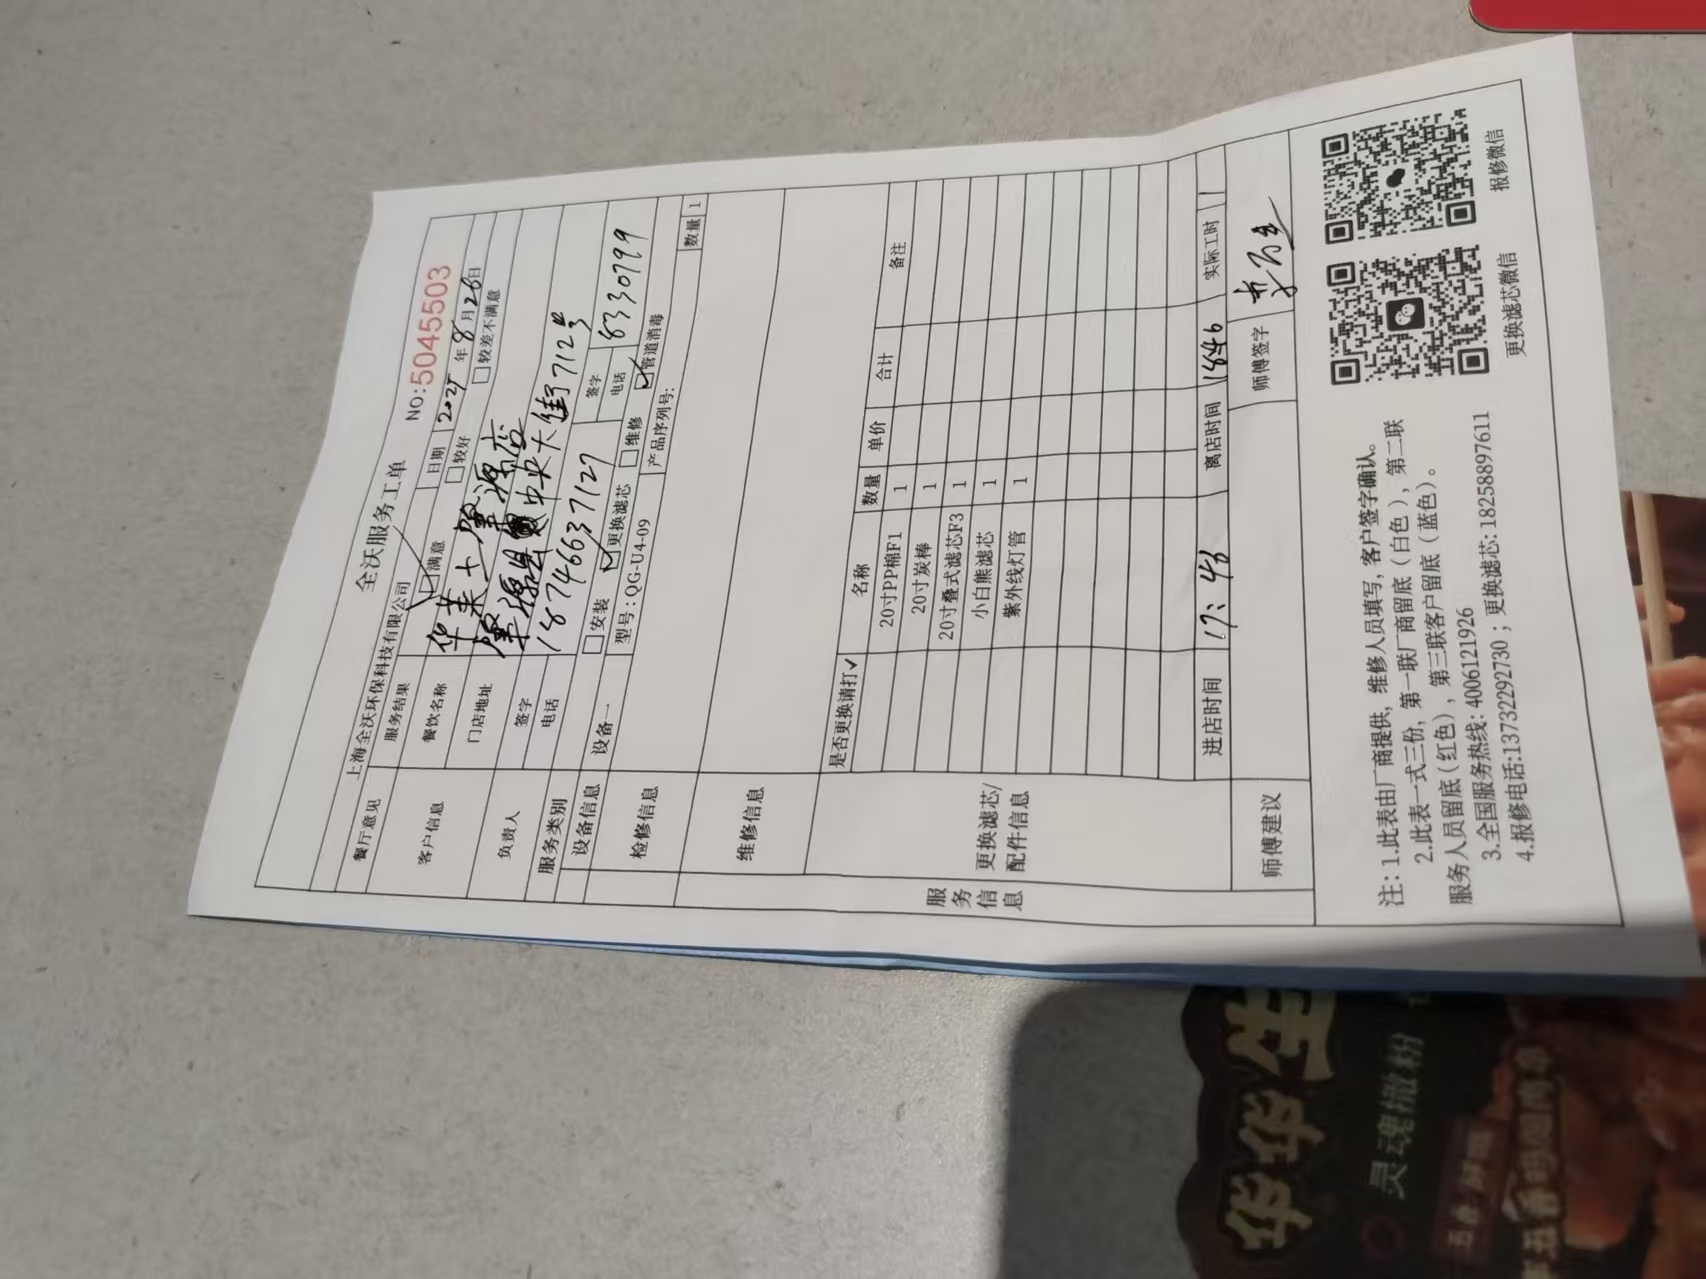 全沃服务工单
NO:5045503
上海全沃环保科技有限公司 日期 2025年8月26日
餐厅意见 服务结果 满意 较好 较差不满意
客户信息 餐饮名称 华莱士 店
门店地址 中央大街712号
负责人 签字 签字
电话 18746637127 电话 8330799
服务类别 安装 更换滤芯 维修 管道消毒
设备信息 设备一 型号:QG-U4-09 产品序列号: 数量 1
检修信息
维修信息
服务信息
更换滤芯/配件信息
是否更换请打✓ 名称 数量 单价 合计 备注
20寸PP棉F1 1
20寸炭棒 1
20寸叠式滤芯F3 1
小白熊滤芯 1
紫外线灯管 1
进店时间 17:46 离店时间 1846 实际工时 1
师傅建议 师傅签字
注:1.此表由厂商提供,维修人员填写,客户签字确认。
2.此表一式三份,第一联厂商留底(白色),第二联
服务人员留底(红色),第三联客户留底(蓝色)。
3.全国服务热线:4006121926
4.报修电话:13732292730;更换滤芯:18258897611
更换滤芯微信 报修微信
灵魂撒粉